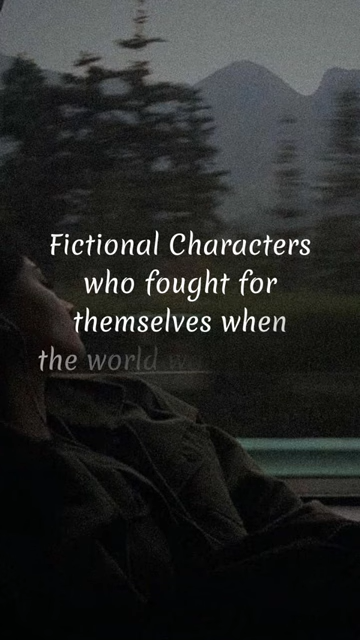 Fictional Characters
who fought for
themselves when
the world